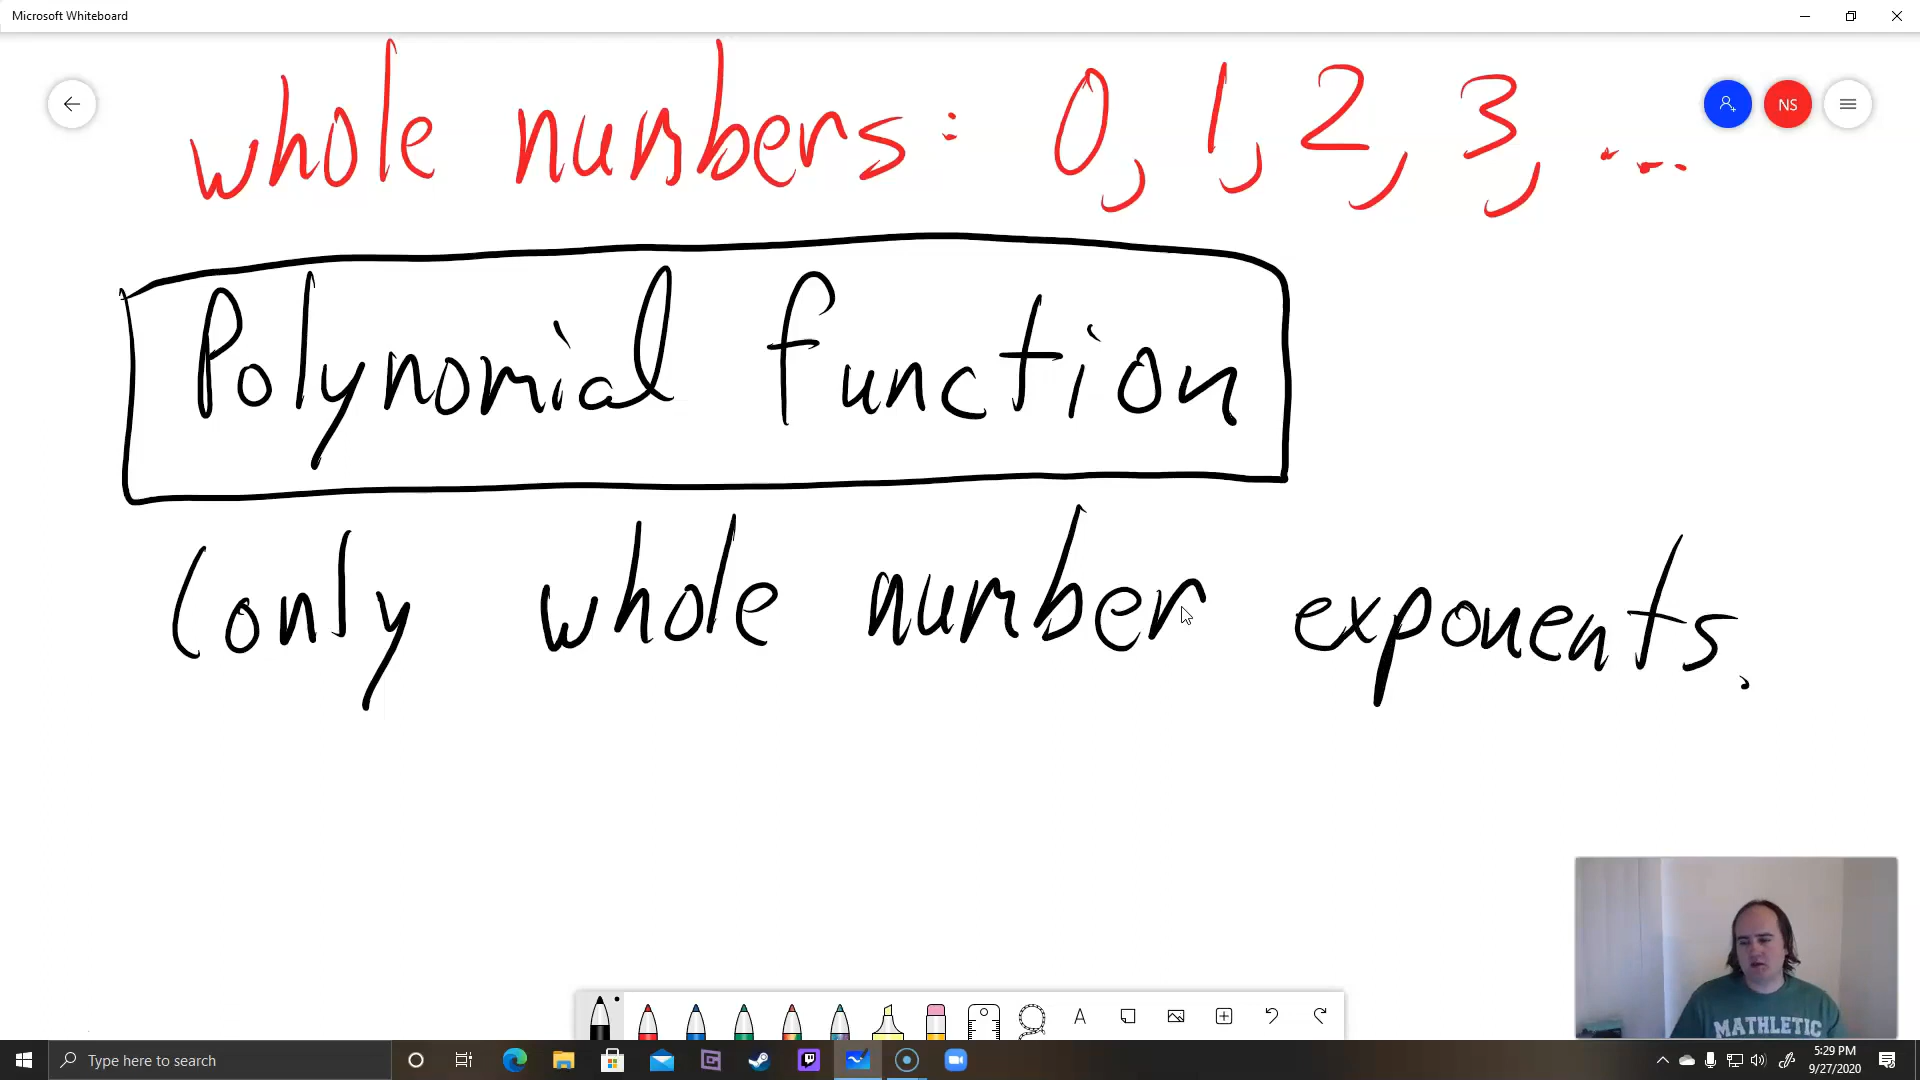 Microsoft Whiteboard
whole numbers: 0, 1, 2, 3, ...
NS
Polynomial function
(only whole number exponents.
A
MATHLETIC
Type here to search
5:29 PM
9/27/2020